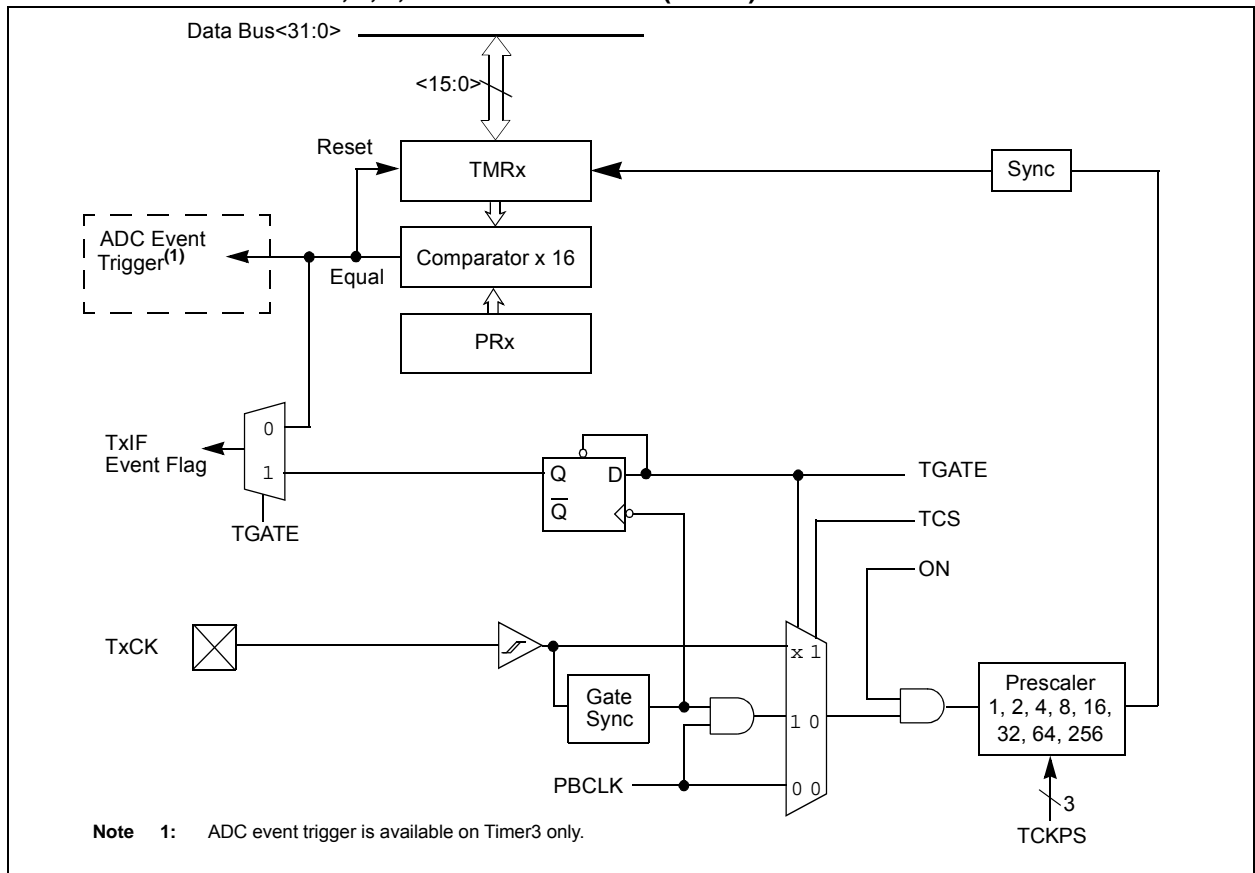 Data Bus<31:0>
<15:0>
Reset
TMRx
Sync
ADC Event
Trigger(1)
Equal
Comparator x 16
PRx
0
1
TxIF
Event Flag
TGATE
Q
D
Q
TGATE
TCS
ON
TxCK
x 1
Gate
Sync
1 0
Prescaler
1, 2, 4, 8, 16,
32, 64, 256
PBCLK
0 0
3
TCKPS
Note 1: ADC event trigger is available on Timer3 only.